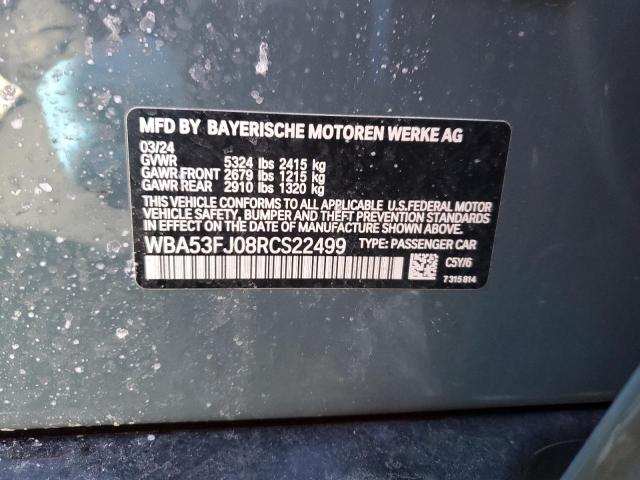 MFD BY BAYERISCHE MOTOREN WERKE AG
03/24
GVWR 5324 lbs 2415 kg
GAWR FRONT 2679 lbs 1215 kg
GAWR REAR 2910 lbs 1320 kg
THIS VEHICLE CONFORMS TO ALL APPLICABLE U.S.FEDERAL MOTOR
VEHICLE SAFETY, BUMPER AND THEFT PREVENTION STANDARDS
IN EFFECT ON THE DATE OF MANUFACTURE SHOWN ABOVE.
WBA53FJ08RCS22499 TYPE: PASSENGER CAR
C5Y/6
7 315 814